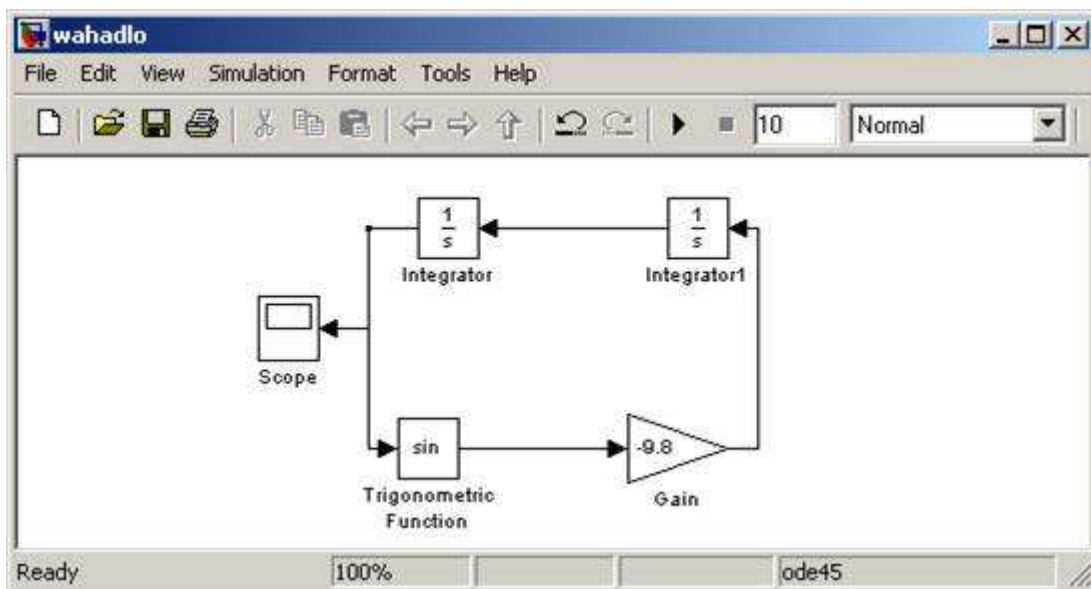 wahadlo
File Edit View Simulation Format Tools Help
10 Normal
1
s
Integrator
1
s
Integrator1
Scope
sin
Trigonometric
Function
-9.8
Gain
Ready 100% ode45